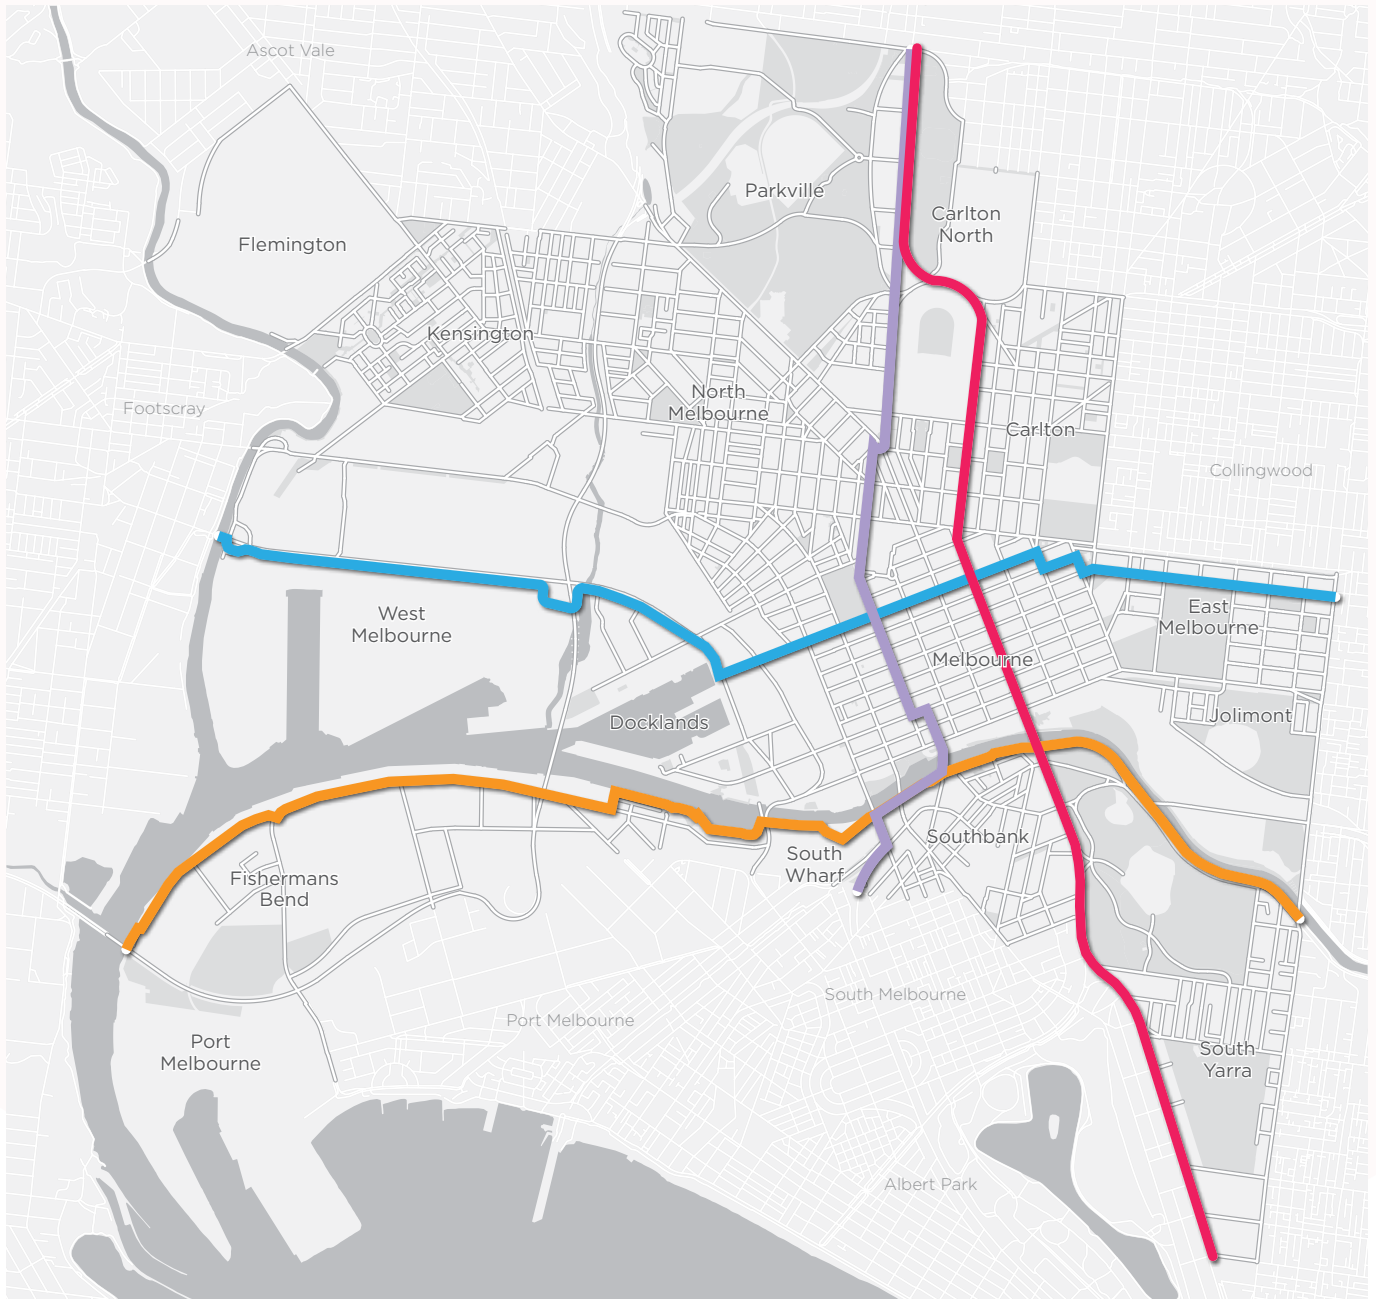 Ascot Vale
Parkville
Carlton
North
Flemington
Kensington
North
Melbourne
Footscray
Carlton
Collingwood
West
Melbourne
East
Melbourne
Melbourne
Docklands
Jolimont
Southbank
South
Wharf
Fishermans
Bend
South Melbourne
Port Melbourne
Port
Melbourne
South
Yarra
Albert Park